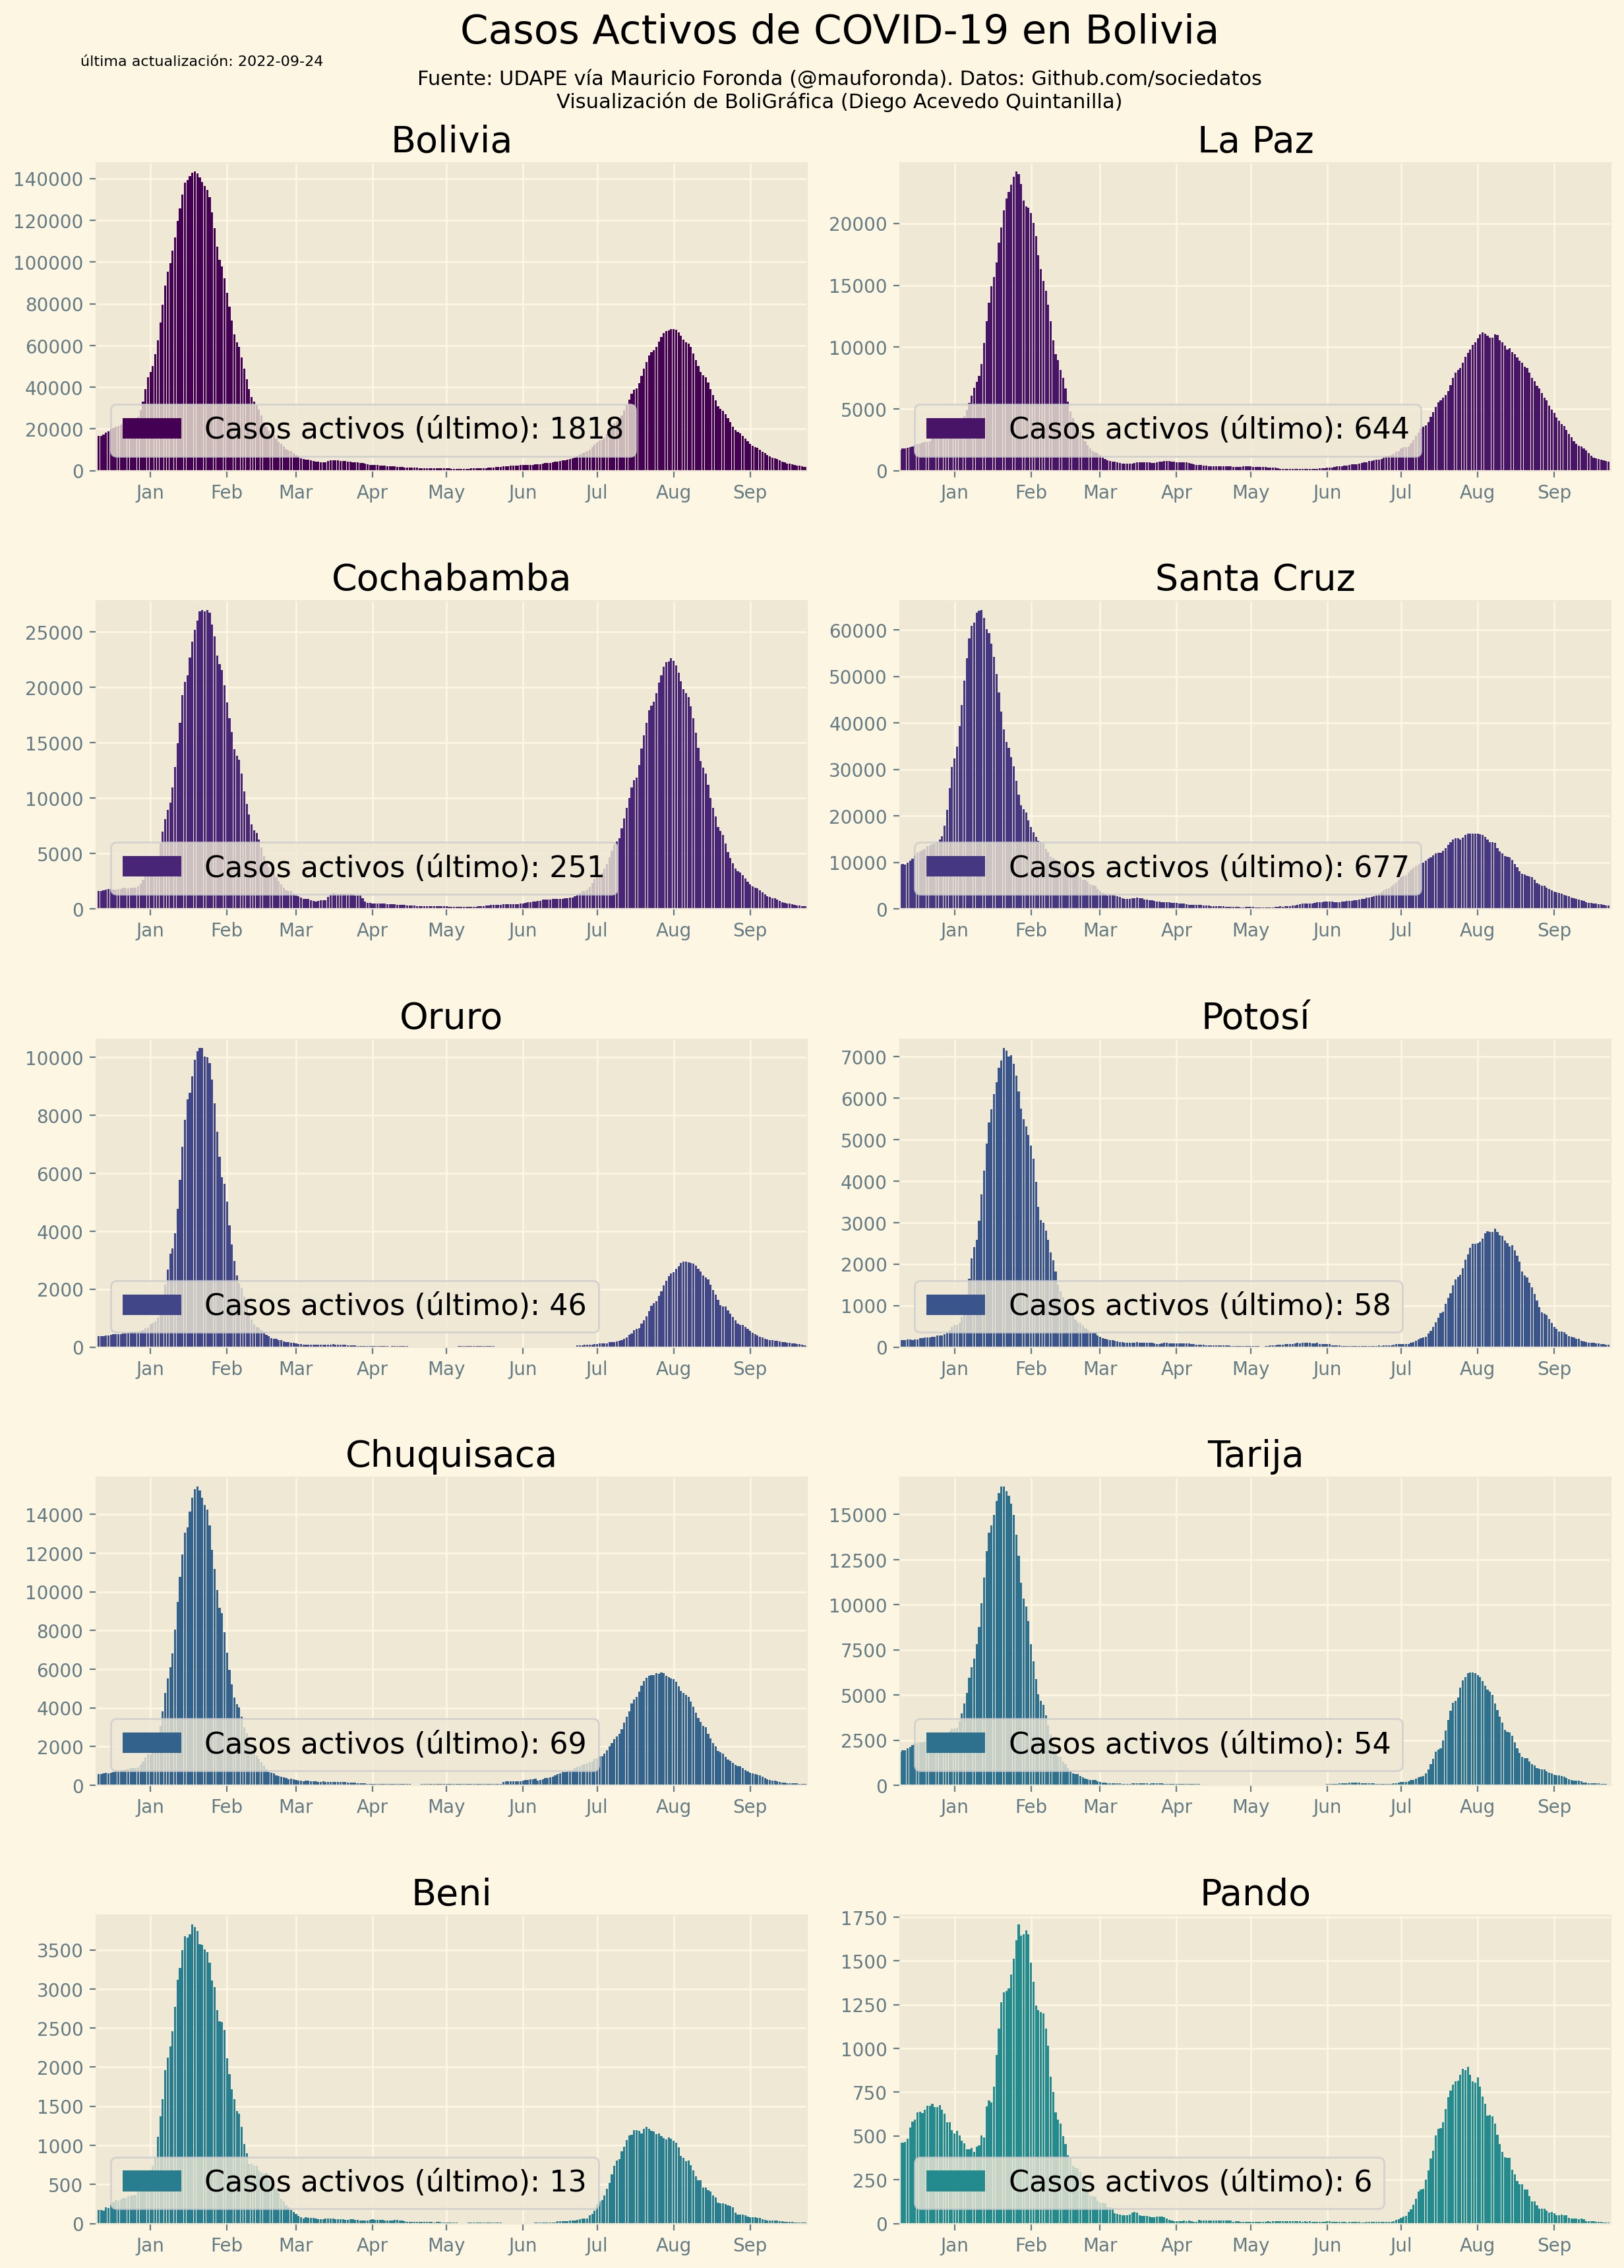 Casos Activos de COVID-19 en Bolivia
última actualización: 2022-09-24
Fuente: UDAPE vía Mauricio Foronda (@mauforonda). Datos: Github.com/sociedatos
Visualización de BoliGráfica (Diego Acevedo Quintanilla)
Bolivia
140000
120000
100000
80000
60000
40000
20000
0
Casos activos (último): 1818
Jan Feb Mar Apr May Jun Jul Aug Sep
La Paz
20000
15000
10000
5000
0
Casos activos (último): 644
Jan Feb Mar Apr May Jun Jul Aug Sep
Cochabamba
25000
20000
15000
10000
5000
0
Casos activos (último): 251
Jan Feb Mar Apr May Jun Jul Aug Sep
Santa Cruz
60000
50000
40000
30000
20000
10000
0
Casos activos (último): 677
Jan Feb Mar Apr May Jun Jul Aug Sep
Oruro
10000
8000
6000
4000
2000
0
Casos activos (último): 46
Jan Feb Mar Apr May Jun Jul Aug Sep
Potosí
7000
6000
5000
4000
3000
2000
1000
0
Casos activos (último): 58
Jan Feb Mar Apr May Jun Jul Aug Sep
Chuquisaca
14000
12000
10000
8000
6000
4000
2000
0
Casos activos (último): 69
Jan Feb Mar Apr May Jun Jul Aug Sep
Tarija
15000
12500
10000
7500
5000
2500
0
Casos activos (último): 54
Jan Feb Mar Apr May Jun Jul Aug Sep
Beni
3500
3000
2500
2000
1500
1000
500
0
Casos activos (último): 13
Jan Feb Mar Apr May Jun Jul Aug Sep
Pando
1750
1500
1250
1000
750
500
250
0
Casos activos (último): 6
Jan Feb Mar Apr May Jun Jul Aug Sep